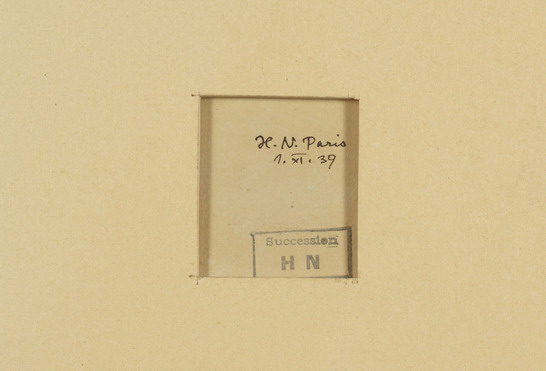 H. N. Paris
1. XI. 39
Succession
H N